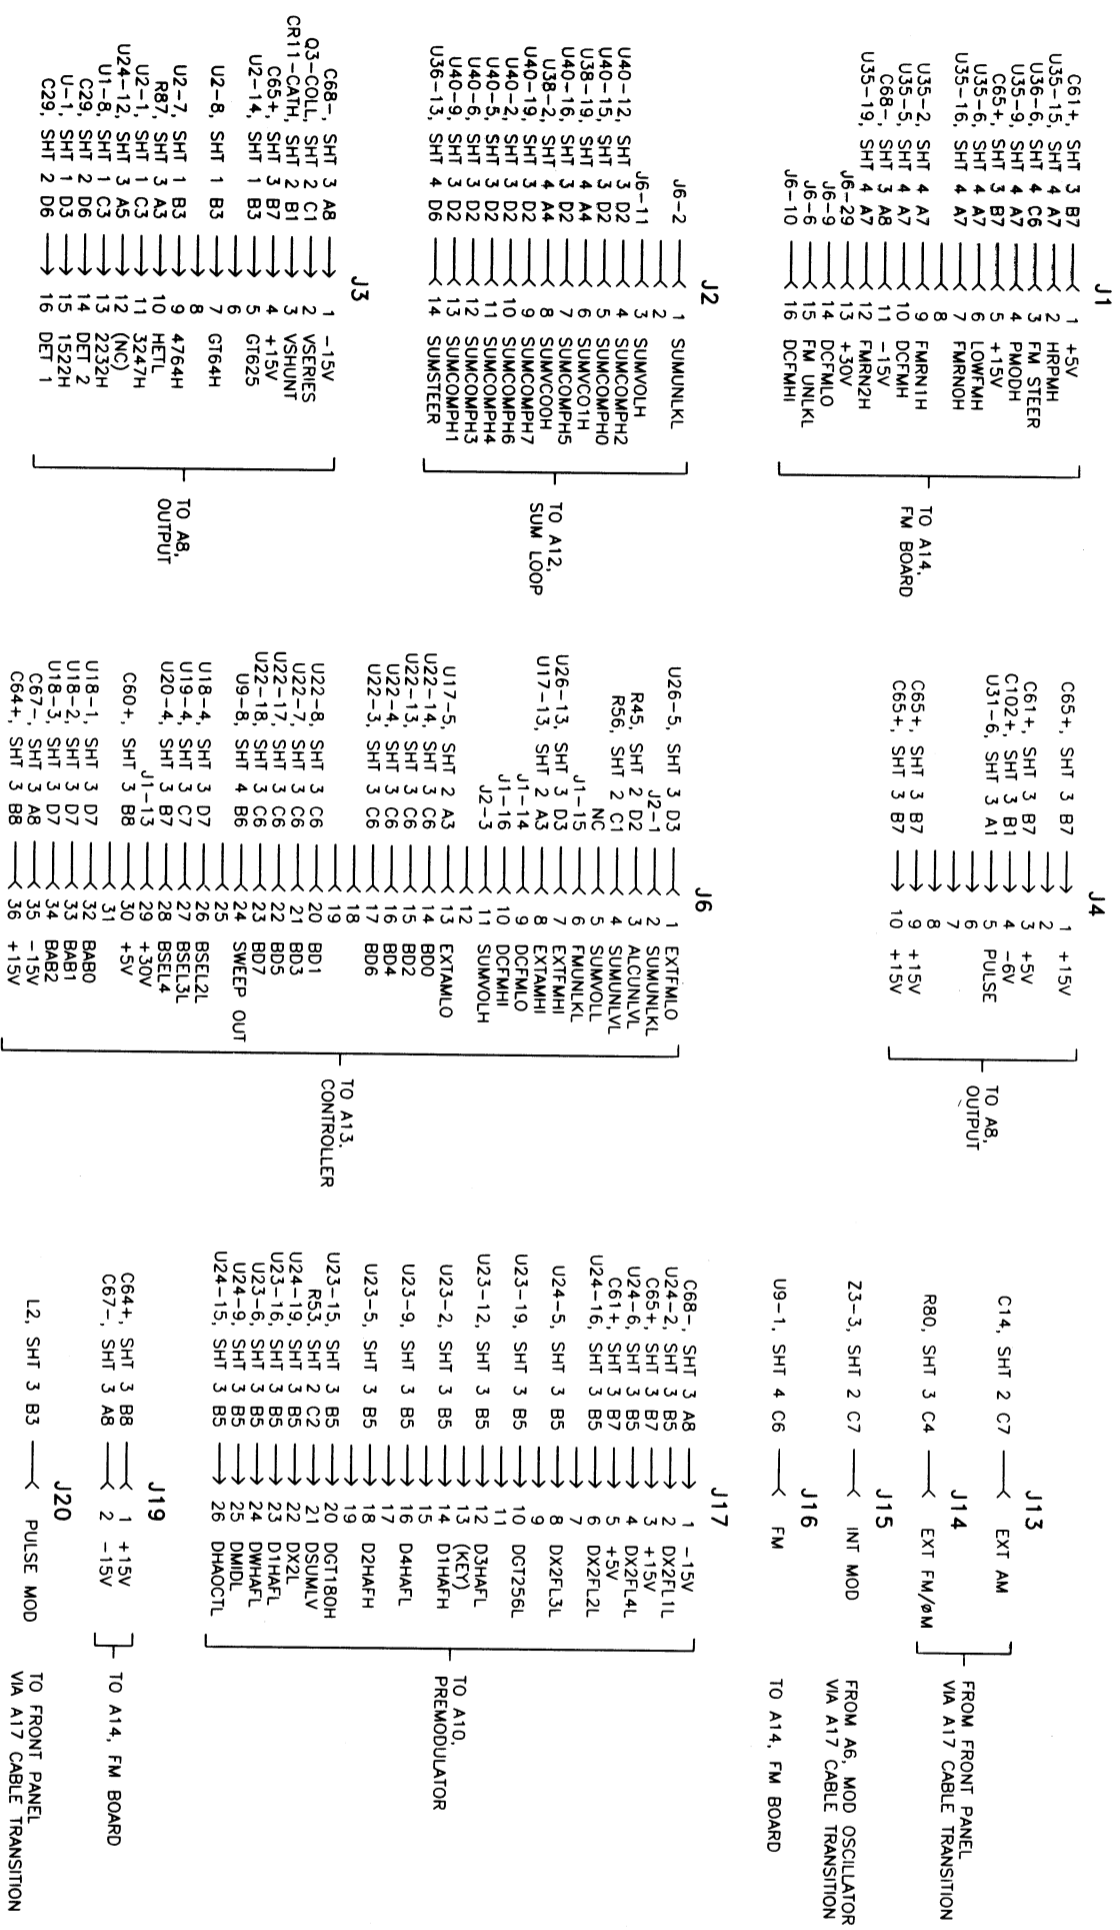 J1
C61+, SHT 3 B7 1 +5V
U35-15, SHT 4 A7 2 HRPMH
U36-6, SHT 4 C6 3 FM STEER
U35-9, SHT 4 A7 4 PMODH
C65+, SHT 3 B7 5 +15V
U35-6, SHT 4 A7 6 LOWFMH
U35-16, SHT 4 A7 7 FMRN0H
8
U35-2, SHT 4 A7 9 FMRN1H
U35-5, SHT 4 A7 10 DCFMH
C68-, SHT 3 A8 11 -15V
U35-19, SHT 4 A7 12 FMRN2H
J6-29 13 +30V
J6-9 14 DCFMLO
J6-6 15 FM UNLKL
J6-10 16 DCFMHI
TO A14,
FM BOARD
J2
J6-2 1 SUMUNLKL
2
J6-11 3 SUMVOLH
U40-12, SHT 3 D2 4 SUMCOMPH2
U40-15, SHT 3 D2 5 SUMCOMPH0
U38-19, SHT 4 A4 6 SUMVCO1H
U40-16, SHT 3 D2 7 SUMCOMPH5
U38-2, SHT 4 A4 8 SUMVCO0H
U40-19, SHT 3 D2 9 SUMCOMPH7
U40-2, SHT 3 D2 10 SUMCOMPH6
U40-5, SHT 3 D2 11 SUMCOMPH4
U40-6, SHT 3 D2 12 SUMCOMPH3
U40-9, SHT 3 D2 13 SUMCOMPH1
U36-13, SHT 4 D6 14 SUMSTEER
TO A12,
SUM LOOP
J3
C68-, SHT 3 A8 1 -15V
Q3-COLL, SHT 2 C1 2 VSERIES
CR11-CATH, SHT 2 B1 3 VSHUNT
C65+, SHT 3 B7 4 +15V
U2-14, SHT 1 B3 5 GT625
6
U2-8, SHT 1 B3 7 GT64H
8
U2-7, SHT 1 B3 9 4764H
R87, SHT 3 A3 10 HETL
U2-1, SHT 1 C3 11 3247H
U24-12, SHT 3 A5 12 (NC)
U1-8, SHT 1 C3 13 2232H
C29, SHT 2 D6 14 DET 2
U-1, SHT 1 D3 15 1522H
C29, SHT 2 D6 16 DET 1
TO A8,
OUTPUT
J4
C65+, SHT 3 B7 1 +15V
2
C61+, SHT 3 B7 3 +5V
C102+, SHT 3 B1 4 -6V
U31-6, SHT 3 A1 5 PULSE
6
7
8
C65+, SHT 3 B7 9 +15V
C65+, SHT 3 B7 10 +15V
TO A8,
OUTPUT
J6
U26-5, SHT 3 D3 1 EXTFMLO
J2-1 2 SUMUNLKL
R45, SHT 2 D2 3 ALCUNLVL
R56, SHT 2 C1 4 SUMUNLVL
NC 5 SUMVOLL
J1-15 6 FMUNLKL
U26-13, SHT 3 D3 7 EXTFMHI
U17-13, SHT 2 A3 8 EXTAMHI
J1-14 9 DCFMLO
J1-16 10 DCFMHI
J2-3 11 SUMVOLH
12
U17-5, SHT 2 A3 13 EXTAMLO
U22-14, SHT 3 C6 14 BD0
U22-13, SHT 3 C6 15 BD2
U22-4, SHT 3 C6 16 BD4
U22-3, SHT 3 C6 17 BD6
18
19
U22-8, SHT 3 C6 20 BD1
U22-7, SHT 3 C6 21 BD3
U22-17, SHT 3 C6 22 BD5
U22-18, SHT 3 C6 23 BD7
U9-8, SHT 4 B6 24 SWEEP OUT
25
U18-4, SHT 3 D7 26 BSEL2L
U19-4, SHT 3 C7 27 BSEL3L
U20-4, SHT 3 B7 28 BSEL4
J1-13 29 +30V
C60+, SHT 3 B8 30 +5V
31
U18-1, SHT 3 D7 32 BAB0
U18-2, SHT 3 D7 33 BAB1
U18-3, SHT 3 D7 34 BAB2
C67-, SHT 3 A8 35 -15V
C64+, SHT 3 B8 36 +15V
TO A13,
CONTROLLER
J13
C14, SHT 2 C7 EXT AM
J14
R80, SHT 3 C4 EXT FM/ØM
FROM FRONT PANEL
VIA A17 CABLE TRANSITION
J15
Z3-3, SHT 2 C7 INT MOD
FROM A6, MOD OSCILLATOR
VIA A17 CABLE TRANSITION
J16
U9-1, SHT 4 C6 FM
TO A14, FM BOARD
J17
C68-, SHT 3 A8 1 -15V
U24-2, SHT 3 B5 2 DX2FL1L
C65+, SHT 3 B7 3 +15V
U24-6, SHT 3 B5 4 DX2FL4L
C61+, SHT 3 B7 5 +5V
U24-16, SHT 3 B5 6 DX2FL2L
7
U24-5, SHT 3 B5 8 DX2FL3L
9
U23-19, SHT 3 B5 10 DGT256L
11
U23-12, SHT 3 B5 12 D3HAFL
13 (KEY)
U23-2, SHT 3 B5 14 D1HAFH
15
U23-9, SHT 3 B5 16 D4HAFL
17
U23-5, SHT 3 B5 18 D2HAFH
19
U23-15, SHT 3 B5 20 DGT180H
R53, SHT 2 C2 21 DSUMLV
U24-19, SHT 3 B5 22 DX2L
U23-16, SHT 3 B5 23 D1HAFL
U23-6, SHT 3 B5 24 DWHAFL
U24-9, SHT 3 B5 25 DMIDL
U24-15, SHT 3 B5 26 DHAOCTL
TO A10,
PREMODULATOR
J19
C64+, SHT 3 B8 1 +15V
C67-, SHT 3 A8 2 -15V
TO A14, FM BOARD
J20
L2, SHT 3 B3 PULSE MOD
TO FRONT PANEL
VIA A17 CABLE TRANSITION